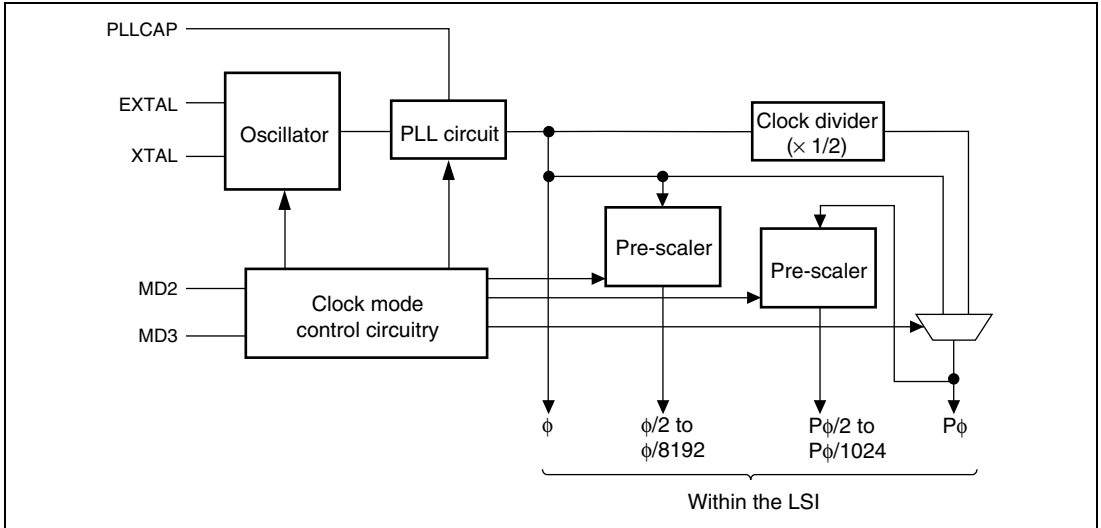 PLLCAP
EXTAL
XTAL
Oscillator
PLL circuit
Clock divider
(× 1/2)
Pre-scaler
Pre-scaler
MD2
MD3
Clock mode
control circuitry
ϕ
ϕ/2 to
ϕ/8192
Pϕ/2 to
Pϕ/1024
Pϕ
Within the LSI